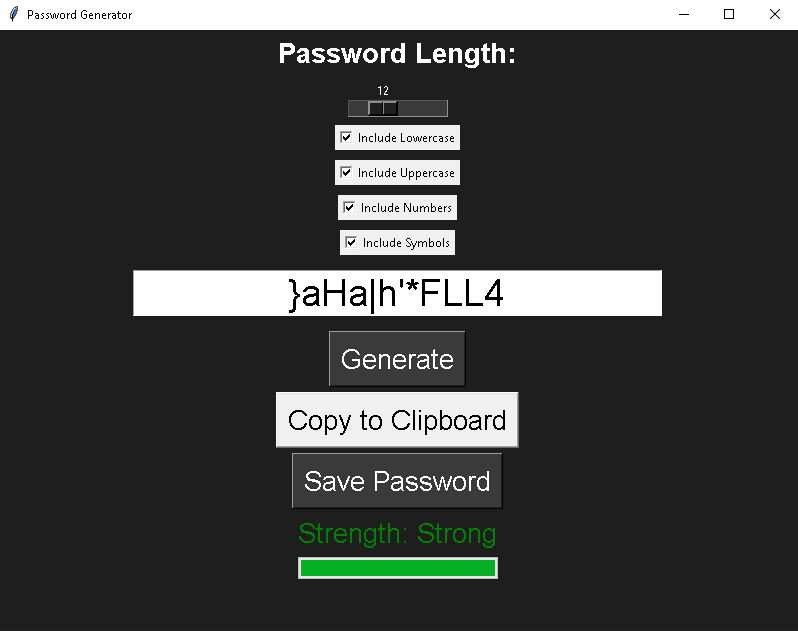 Password Generator
Password Length:
12
Include Lowercase
Include Uppercase
Include Numbers
Include Symbols
}aHa|h'*FLL4
Generate
Copy to Clipboard
Save Password
Strength: Strong